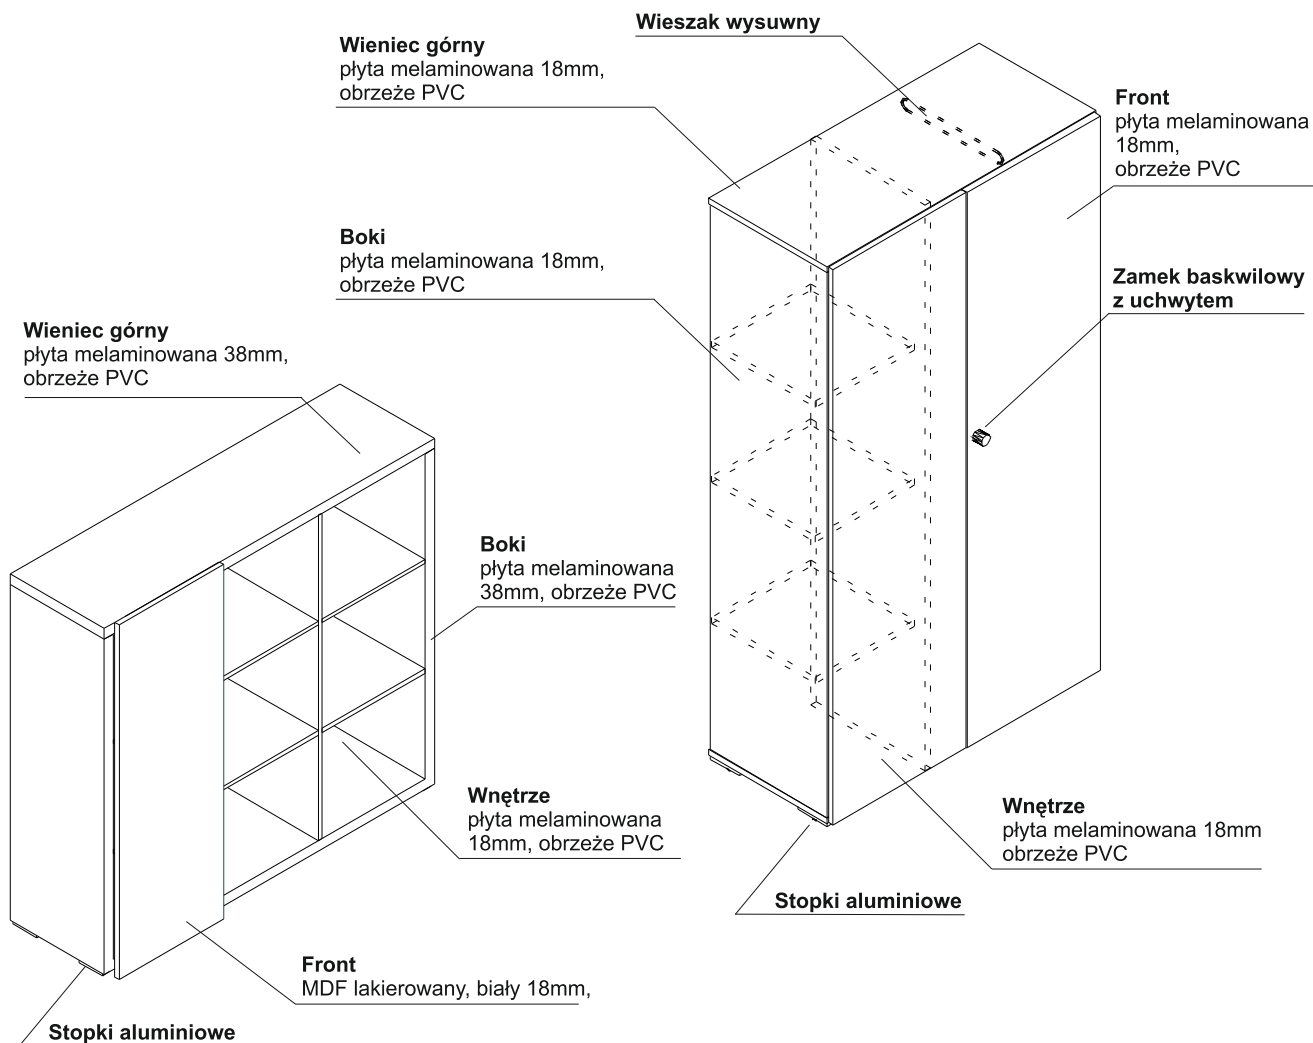 Wieszak wysuwny
Wieniec górny
płyta melaminowana 18mm,
obrzeże PVC
Front
płyta melaminowana
18mm,
obrzeże PVC
Boki
płyta melaminowana 18mm,
obrzeże PVC
Zamek baskwilowy
z uchwytem
Wieniec górny
płyta melaminowana 38mm,
obrzeże PVC
Boki
płyta melaminowana
38mm, obrzeże PVC
Wnętrze
płyta melaminowana
18mm, obrzeże PVC
Wnętrze
płyta melaminowana 18mm
obrzeże PVC
Stopki aluminiowe
Front
MDF lakierowany, biały 18mm,
Stopki aluminiowe